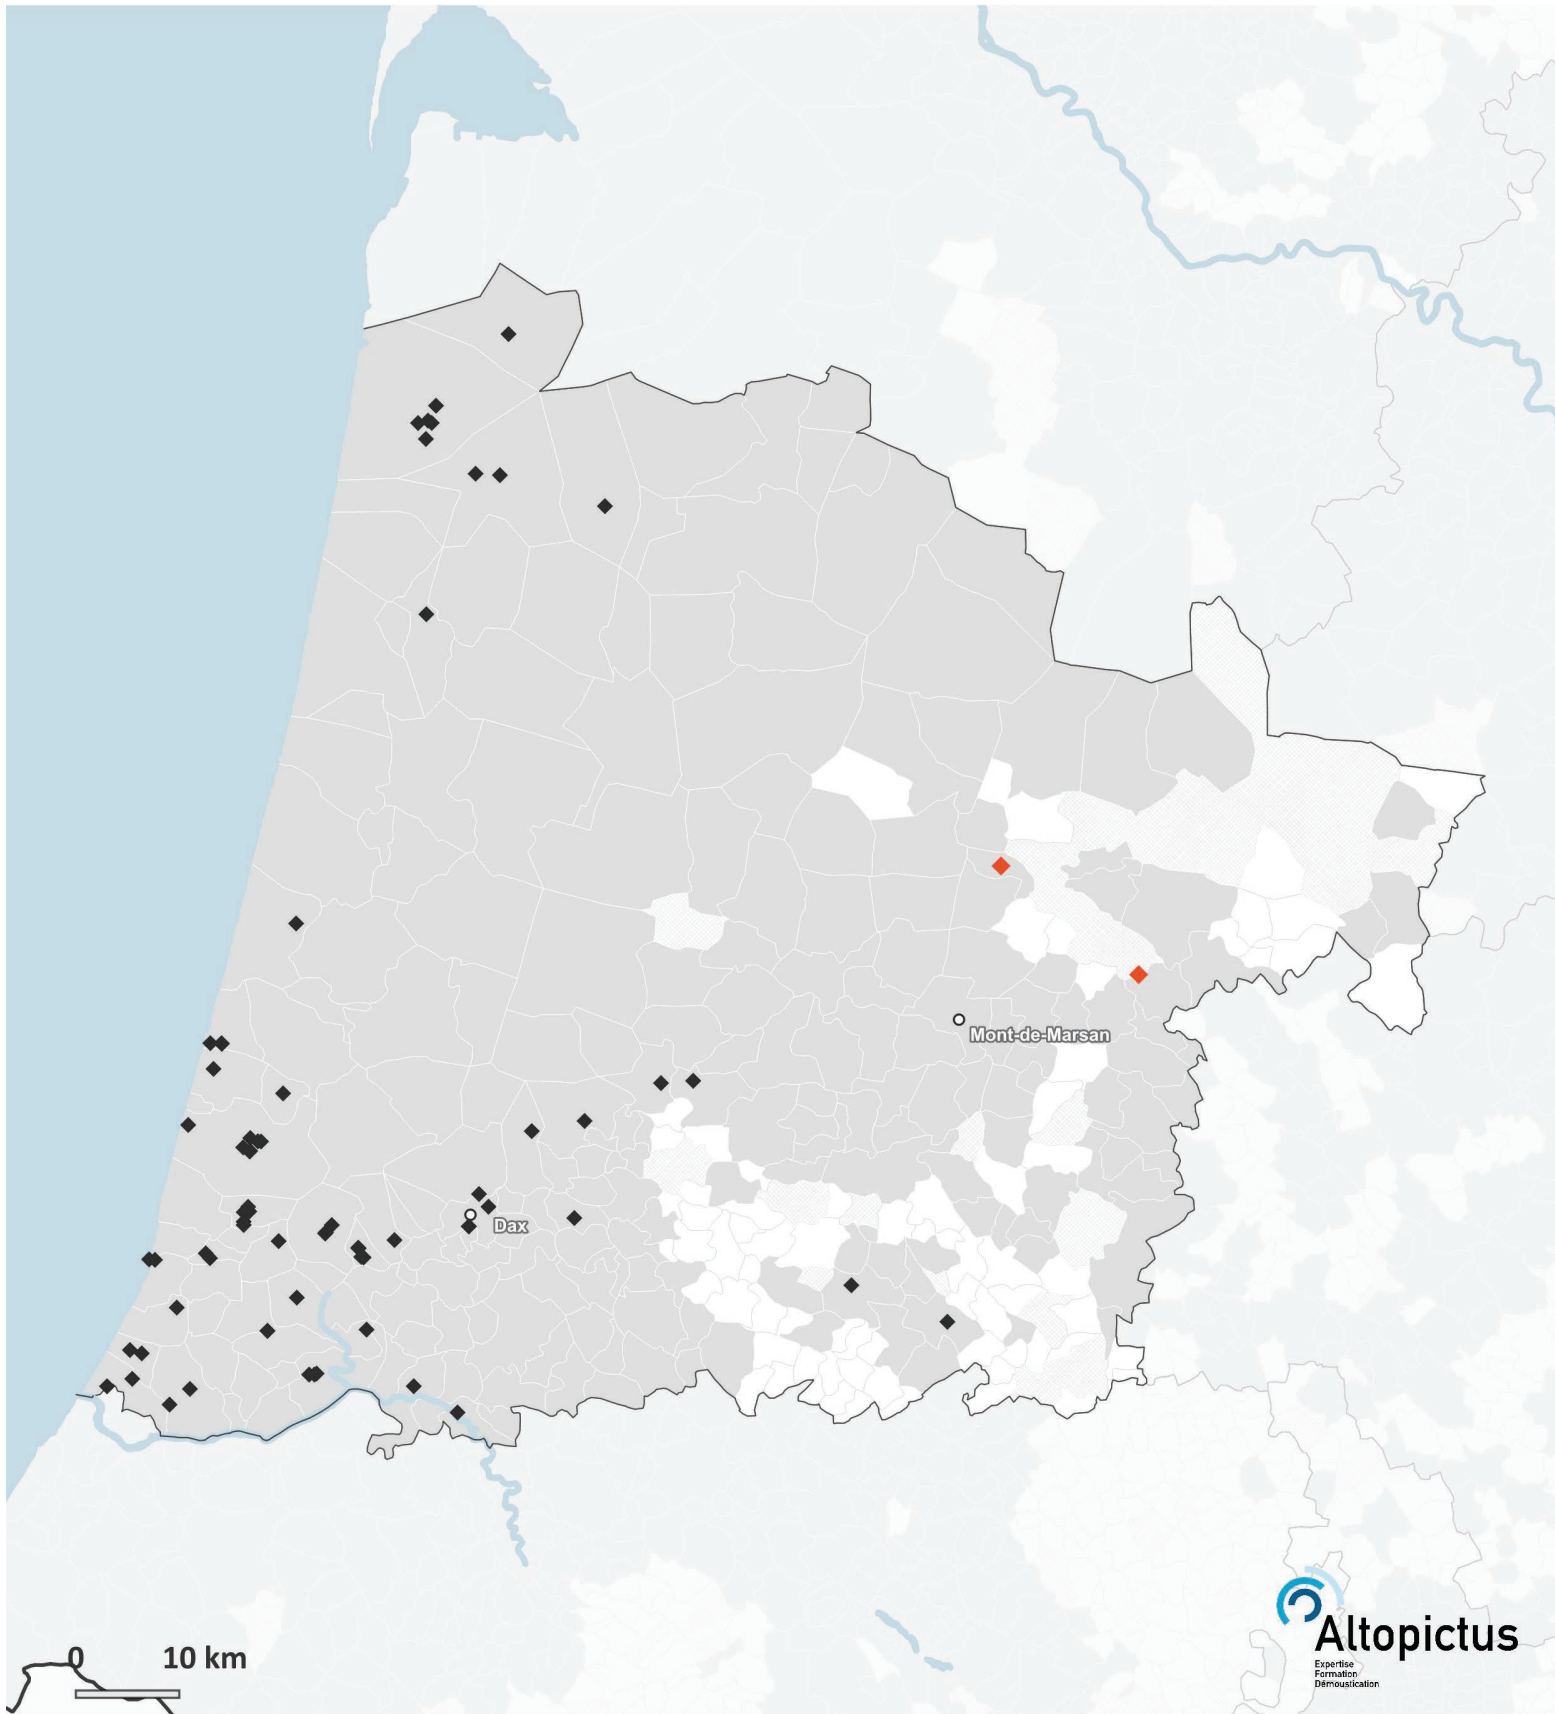 Mont-de-Marsan
Dax
0 10 km
Altopictus
Expertise
Formation
Démoustication